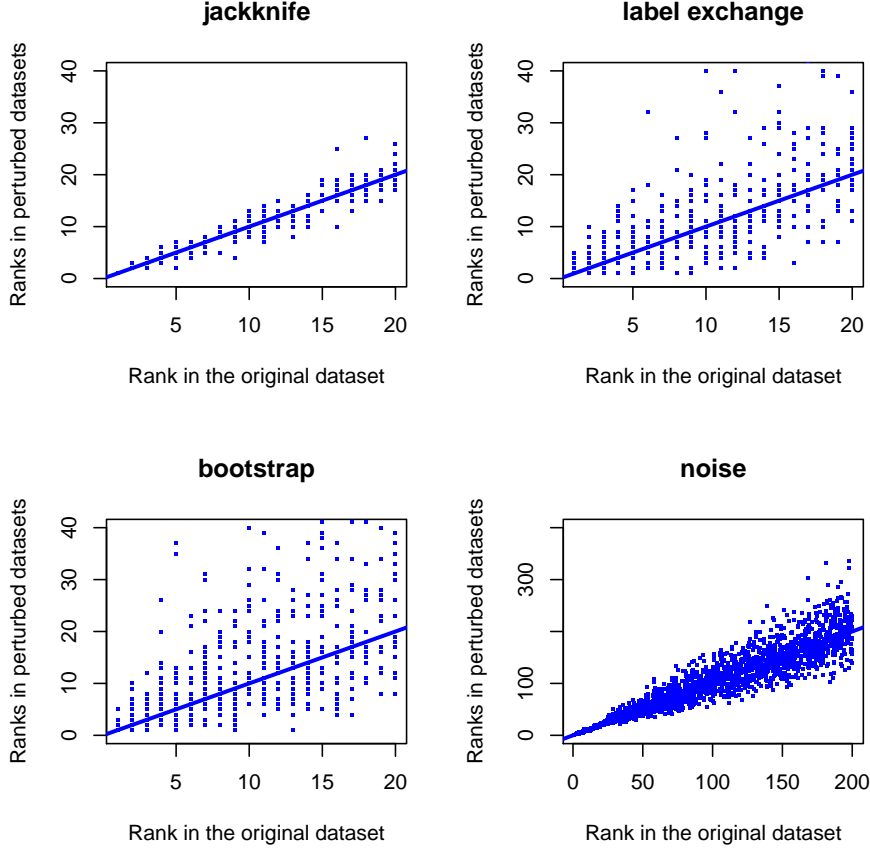 jackknife
Ranks in perturbed datasets
0 10 20 30 40
5 10 15 20
Rank in the original dataset
label exchange
Ranks in perturbed datasets
0 10 20 30 40
5 10 15 20
Rank in the original dataset
bootstrap
Ranks in perturbed datasets
0 10 20 30 40
5 10 15 20
Rank in the original dataset
noise
Ranks in perturbed datasets
0 100 300
0 50 100 150 200
Rank in the original dataset